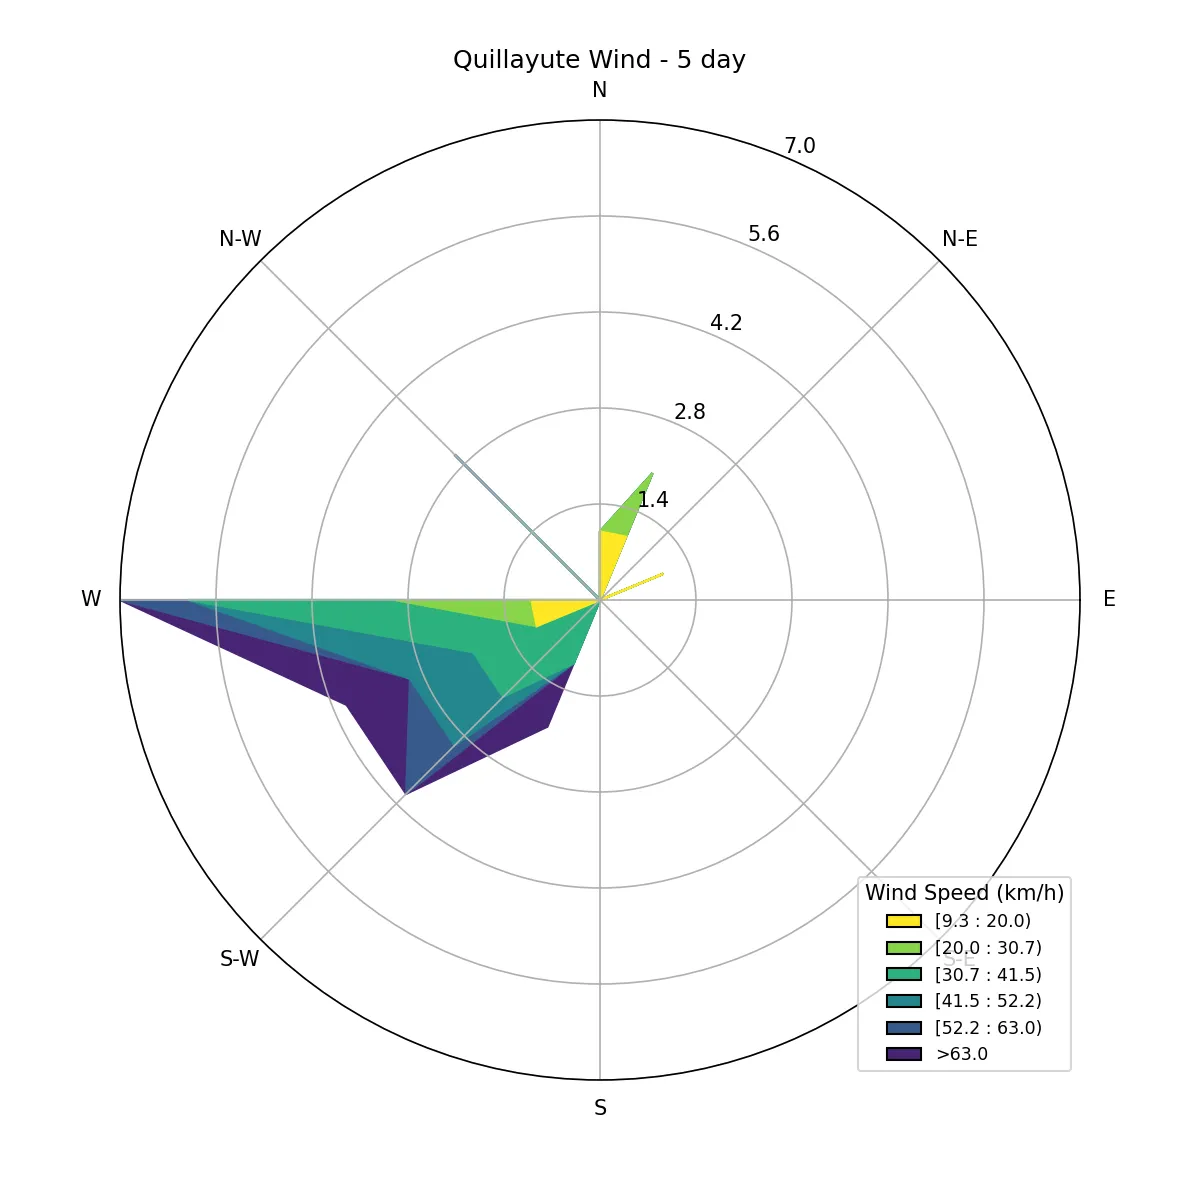 Quillayute Wind - 5 day
N
7.0
5.6
N-W
N-E
4.2
2.8
1.4
W
E
Wind Speed (km/h)
[9.3 : 20.0)
[20.0 : 30.7)
S-W
S-E
[30.7 : 41.5)
[41.5 : 52.2)
[52.2 : 63.0)
>63.0
S